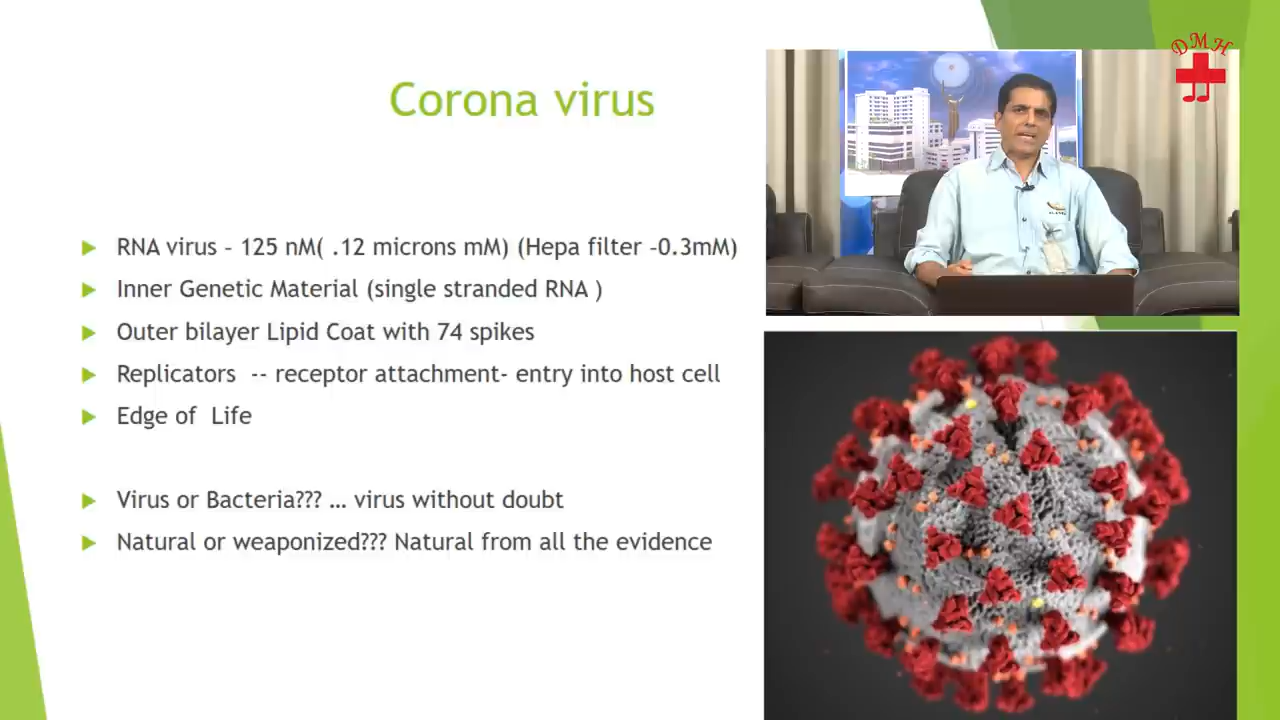 DMH
Corona virus
RNA virus – 125 nM( .12 microns mM) (Hepa filter –0.3mM)
Inner Genetic Material (single stranded RNA )
Outer bilayer Lipid Coat with 74 spikes
Replicators -- receptor attachment- entry into host cell
Edge of Life
Virus or Bacteria??? … virus without doubt
Natural or weaponized??? Natural from all the evidence